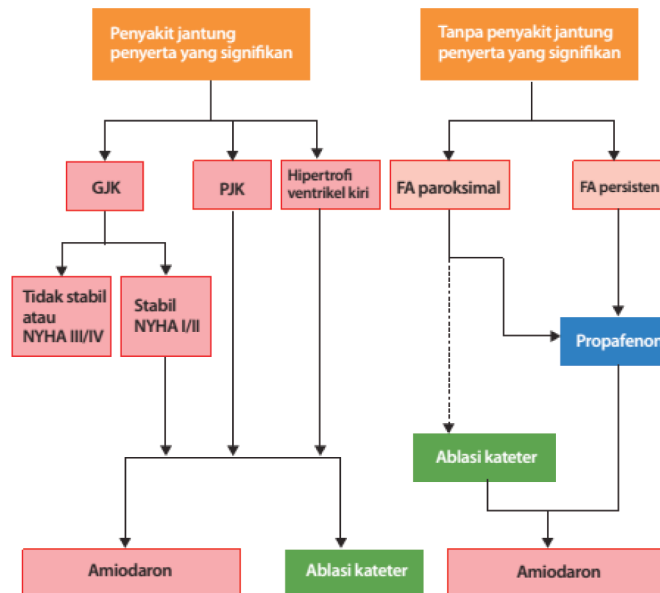 Penyakit jantung
penyerta yang signifikan
Tanpa penyakit jantung
penyerta yang signifikan
GJK
PJK
Hipertrofi
ventrikel kiri
FA paroksimal
FA persisten
Tidak stabil
atau
NYHA III/IV
Stabil
NYHA I/II
Propafenon
Ablasi kateter
Amiodaron
Ablasi kateter
Amiodaron